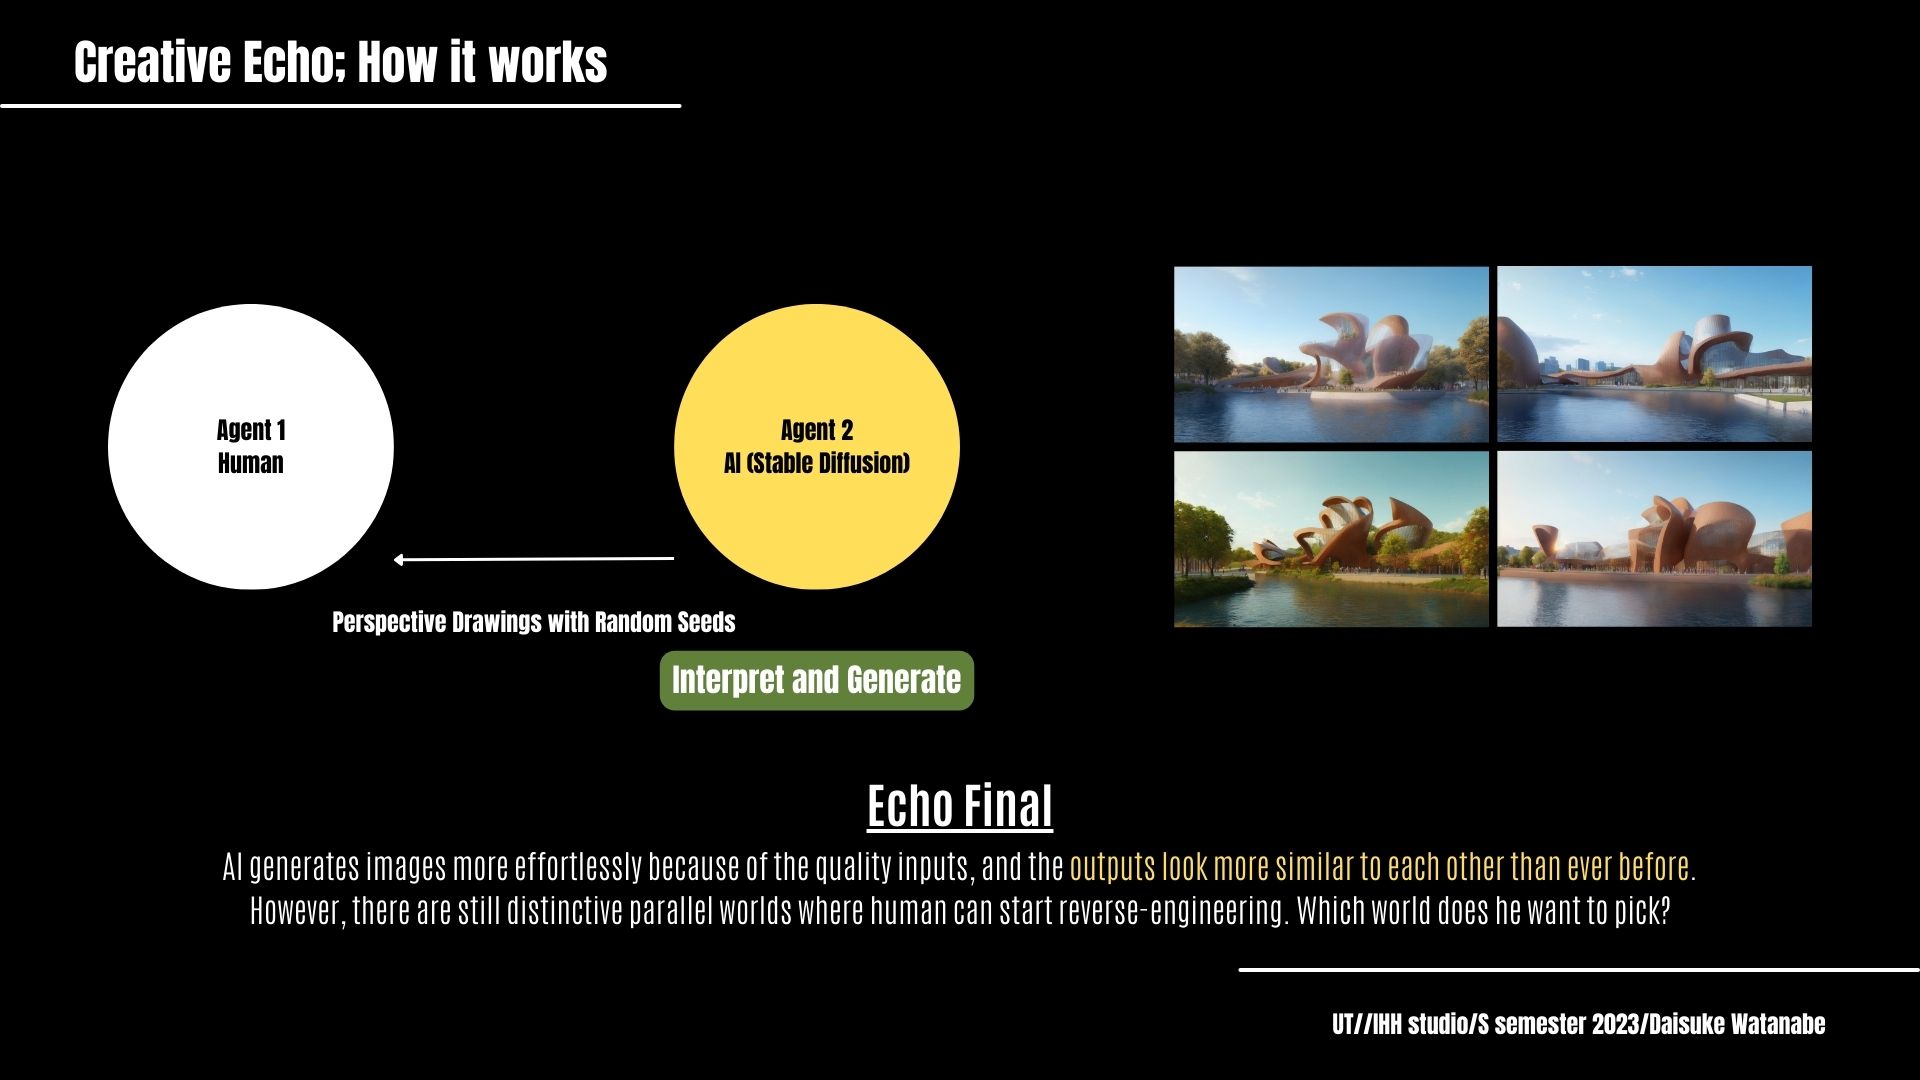 Creative Echo; How it works
Agent 1
Human
Agent 2
AI (Stable Diffusion)
Perspective Drawings with Random Seeds
Interpret and Generate
Echo Final
AI generates images more effortlessly because of the quality inputs, and the outputs look more similar to each other than ever before.
However, there are still distinctive parallel worlds where human can start reverse-engineering. Which world does he want to pick?
UT//IHH studio/S semester 2023/Daisuke Watanabe